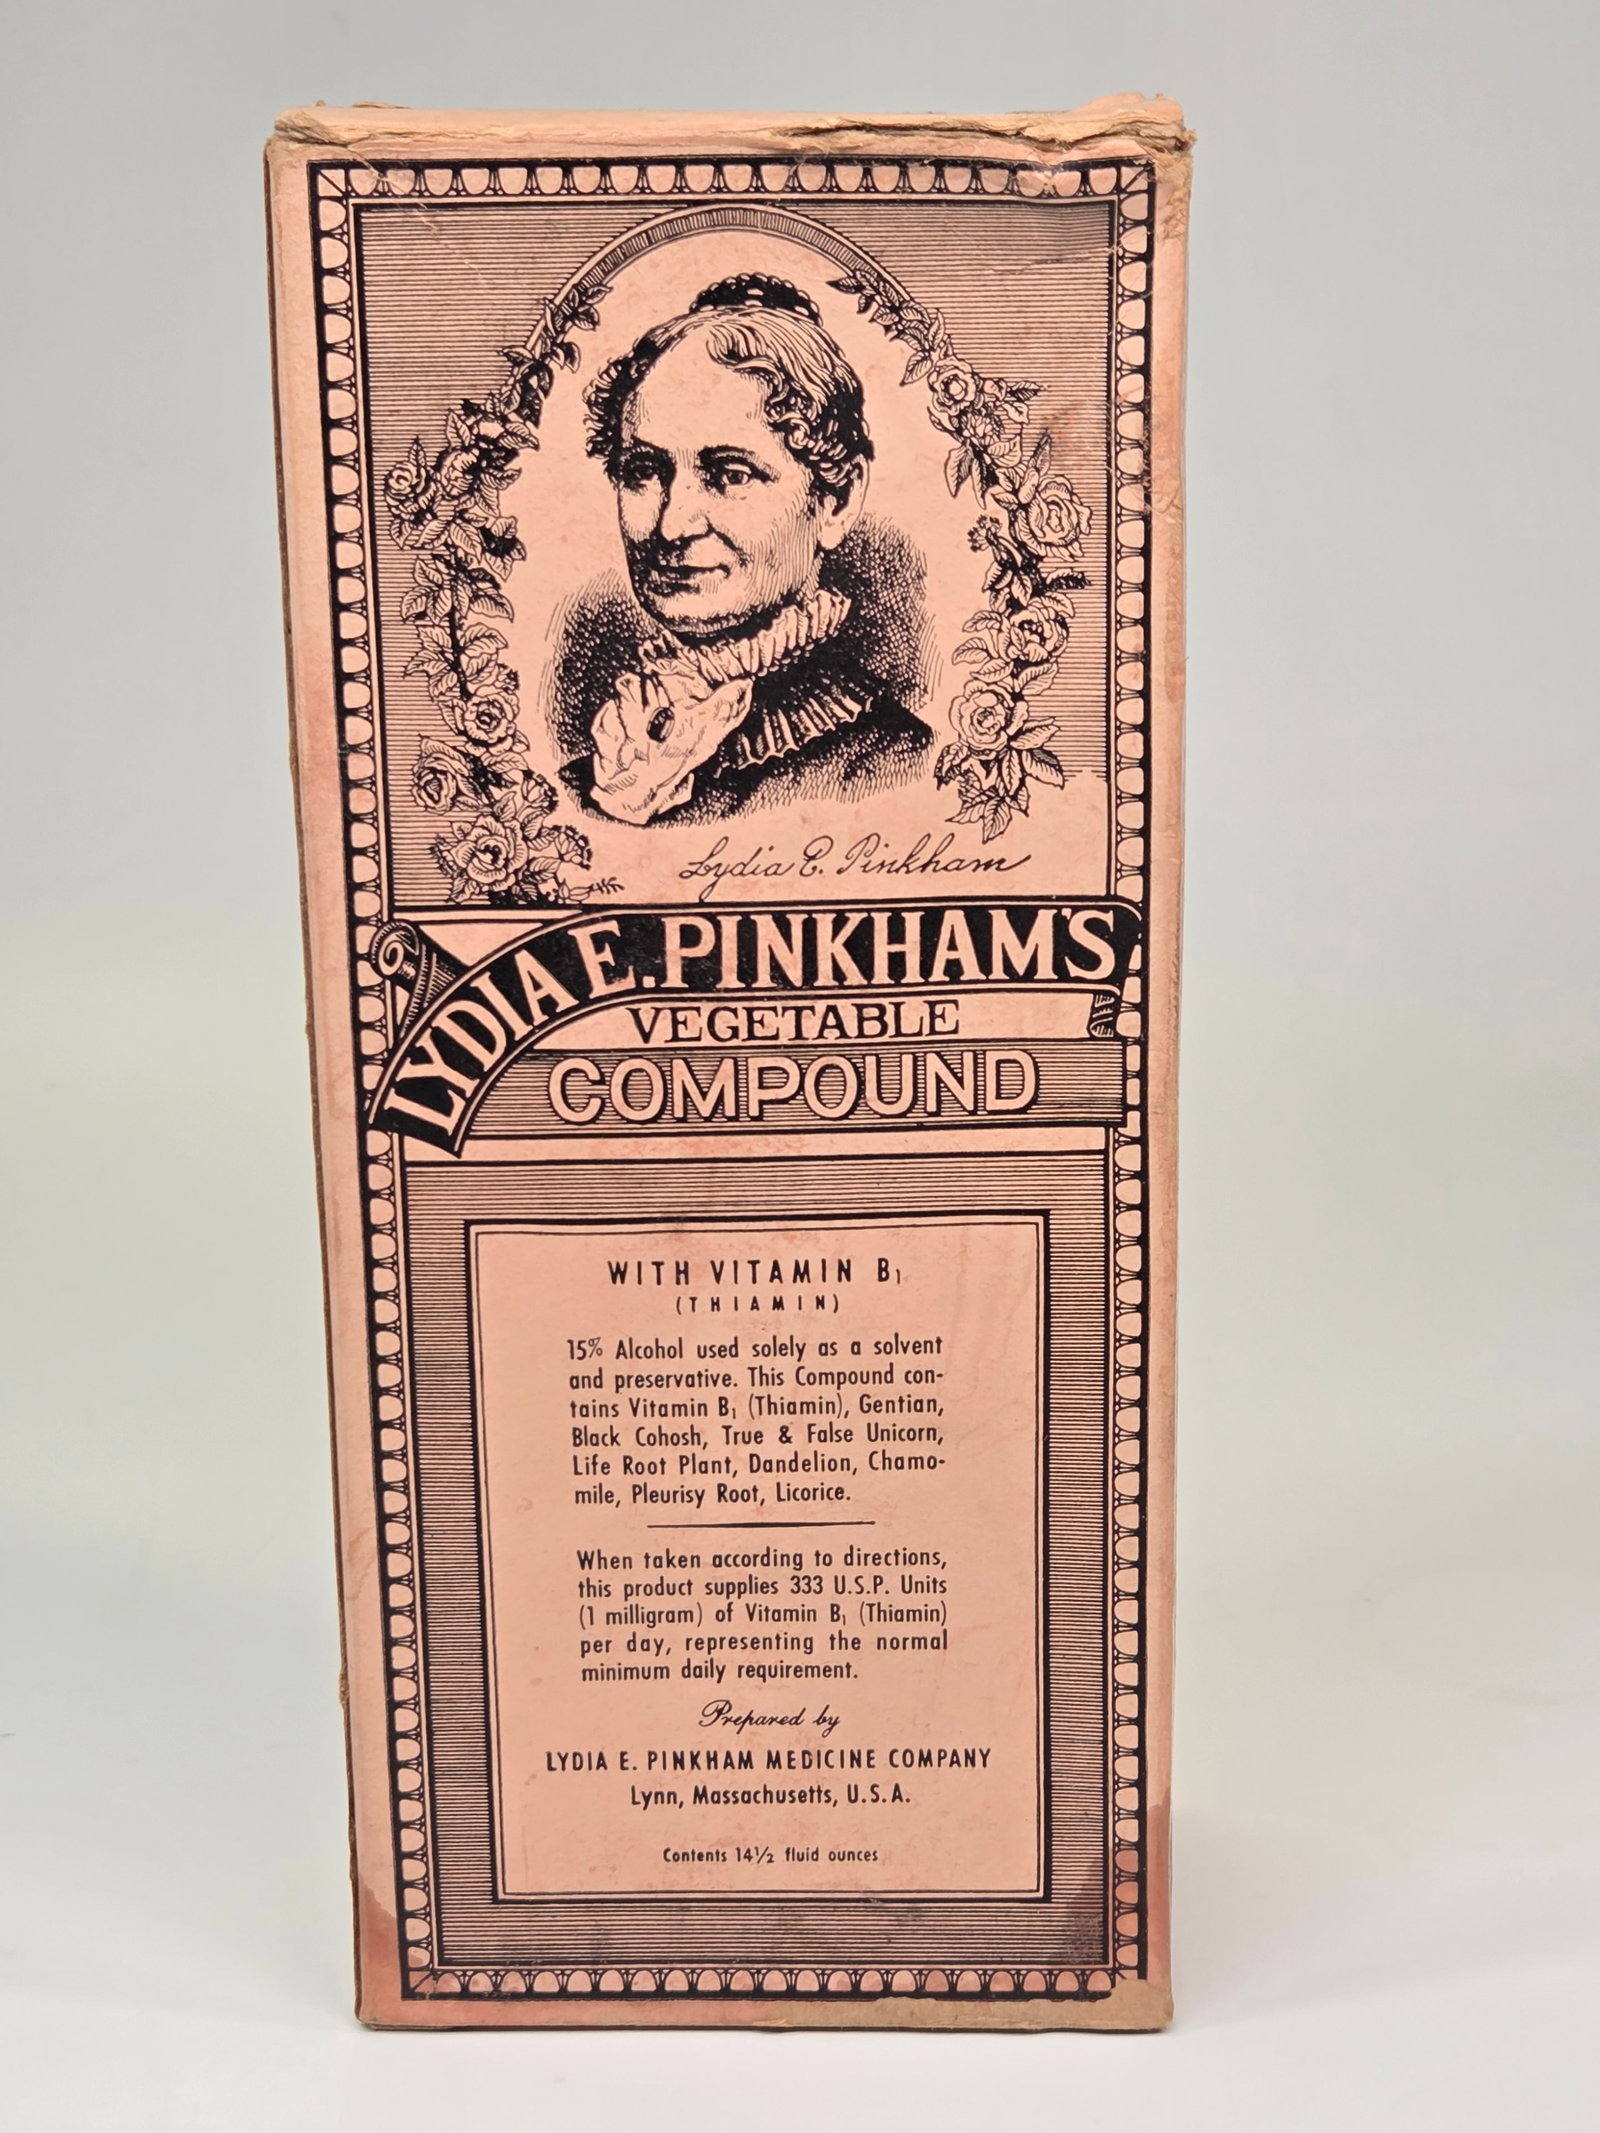 Lydia E. Pinkham
LYDIA E. PINKHAM'S
VEGETABLE
COMPOUND
WITH VITAMIN B₁
(THIAMIN)
15% Alcohol used solely as a solvent
and preservative. This Compound con-
tains Vitamin B₁ (Thiamin), Gentian,
Black Cohosh, True & False Unicorn,
Life Root Plant, Dandelion, Chamo-
mile, Pleurisy Root, Licorice.
When taken according to directions,
this product supplies 333 U.S.P. Units
(1 milligram) of Vitamin B₁ (Thiamin)
per day, representing the normal
minimum daily requirement.
Prepared by
LYDIA E. PINKHAM MEDICINE COMPANY
Lynn, Massachusetts, U.S.A.
Contents 14½ fluid ounces